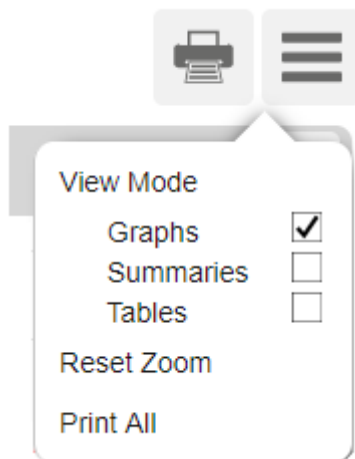 View Mode
Graphs
Summaries
Tables
Reset Zoom
Print All